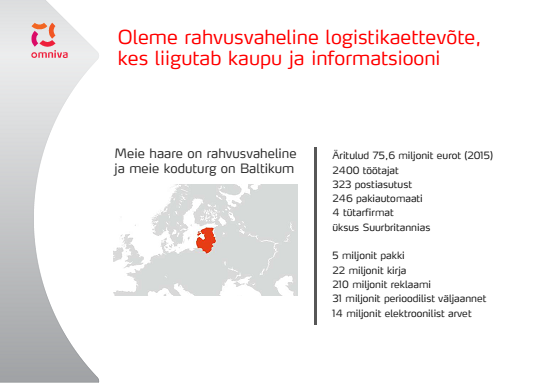 omniva
Oleme rahvusvaheline logistikaettevõte,
kes liigutab kaupu ja informatsiooni
Meie haare on rahvusvaheline
ja meie koduturg on Baltikum
Äritulud 75,6 miljonit eurot (2015)
2400 töötajat
323 postiasutust
246 pakiautomaati
4 tütarfirmat
üksus Suurbritannias
5 miljonit pakki
22 miljonit kirja
210 miljonit reklaami
31 miljonit perioodilist väljaannet
14 miljonit elektroonilist arvet